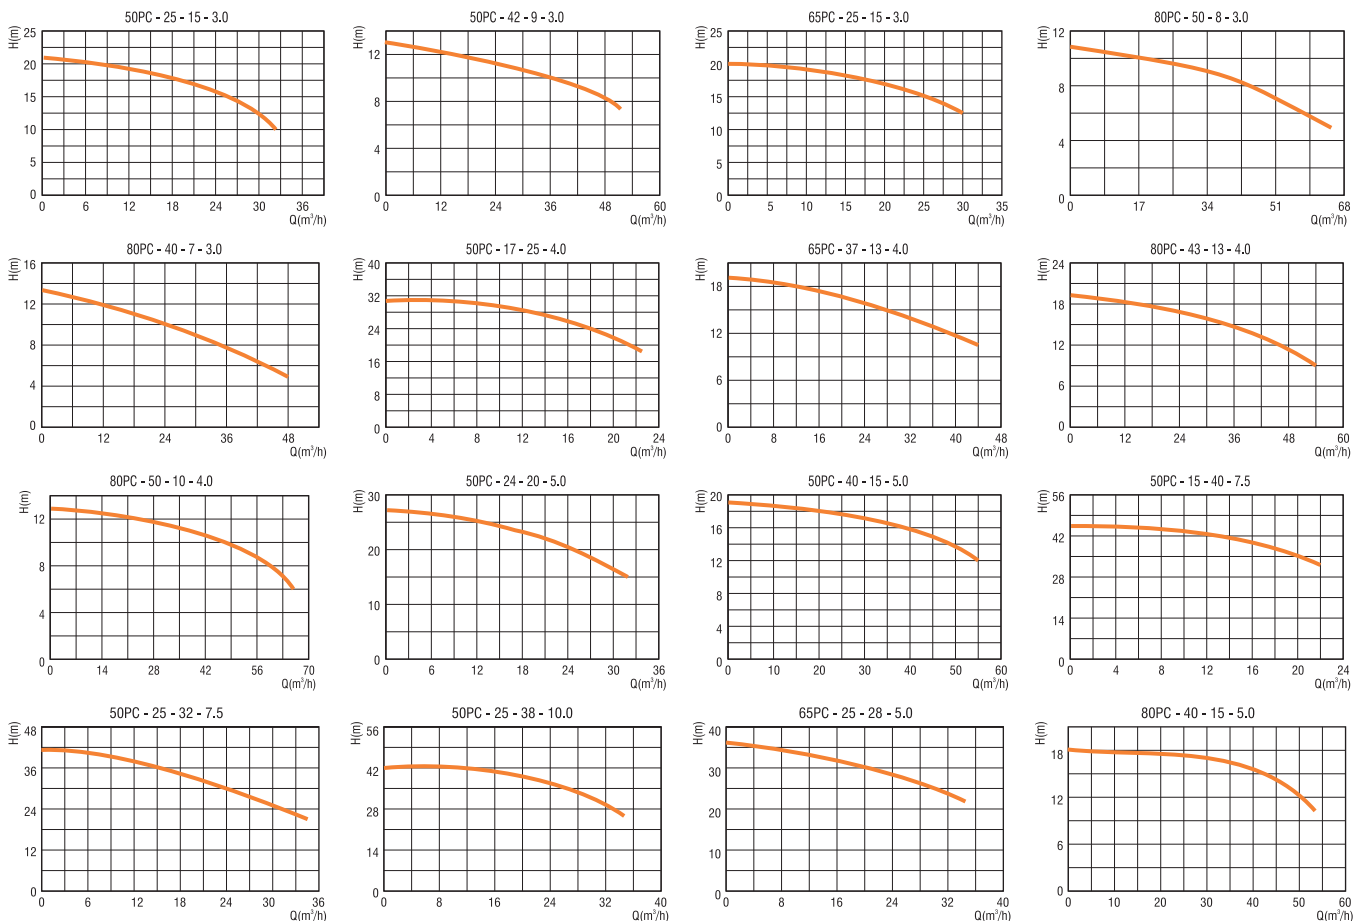 50PC - 25 - 15 - 3.0
H(m)
25
20
15
10
5
0
0 6 12 18 24 30 36
Q(m³/h)
50PC - 42 - 9 - 3.0
H(m)
12
8
4
0
0 12 24 36 48 60
Q(m³/h)
65PC - 25 - 15 - 3.0
H(m)
25
20
15
10
5
0
0 5 10 15 20 25 30 35
Q(m³/h)
80PC - 50 - 8 - 3.0
H(m)
12
8
4
0
0 17 34 51 68
Q(m³/h)
80PC - 40 - 7 - 3.0
H(m)
16
12
8
4
0
0 12 24 36 48
Q(m³/h)
50PC - 17 - 25 - 4.0
H(m)
40
32
24
16
8
0
0 4 8 12 16 20 24
Q(m³/h)
65PC - 37 - 13 - 4.0
H(m)
18
12
6
0
0 8 16 24 32 40 48
Q(m³/h)
80PC - 43 - 13 - 4.0
H(m)
24
18
12
6
0
0 12 24 36 48 60
Q(m³/h)
80PC - 50 - 10 - 4.0
H(m)
12
8
4
0
0 14 28 42 56 70
Q(m³/h)
50PC - 24 - 20 - 5.0
H(m)
30
20
10
0
0 6 12 18 24 30 36
Q(m³/h)
50PC - 40 - 15 - 5.0
H(m)
20
16
12
8
4
0
0 10 20 30 40 50 60
Q(m³/h)
50PC - 15 - 40 - 7.5
H(m)
56
42
28
14
0
0 4 8 12 16 20 24
Q(m³/h)
50PC - 25 - 32 - 7.5
H(m)
48
36
24
12
0
0 6 12 18 24 30 36
Q(m³/h)
50PC - 25 - 38 - 10.0
H(m)
56
42
28
14
0
0 8 16 24 32 40
Q(m³/h)
65PC - 25 - 28 - 5.0
H(m)
40
30
20
10
0
0 8 16 24 32 40
Q(m³/h)
80PC - 40 - 15 - 5.0
H(m)
18
12
6
0
0 10 20 30 40 50 60
Q(m³/h)